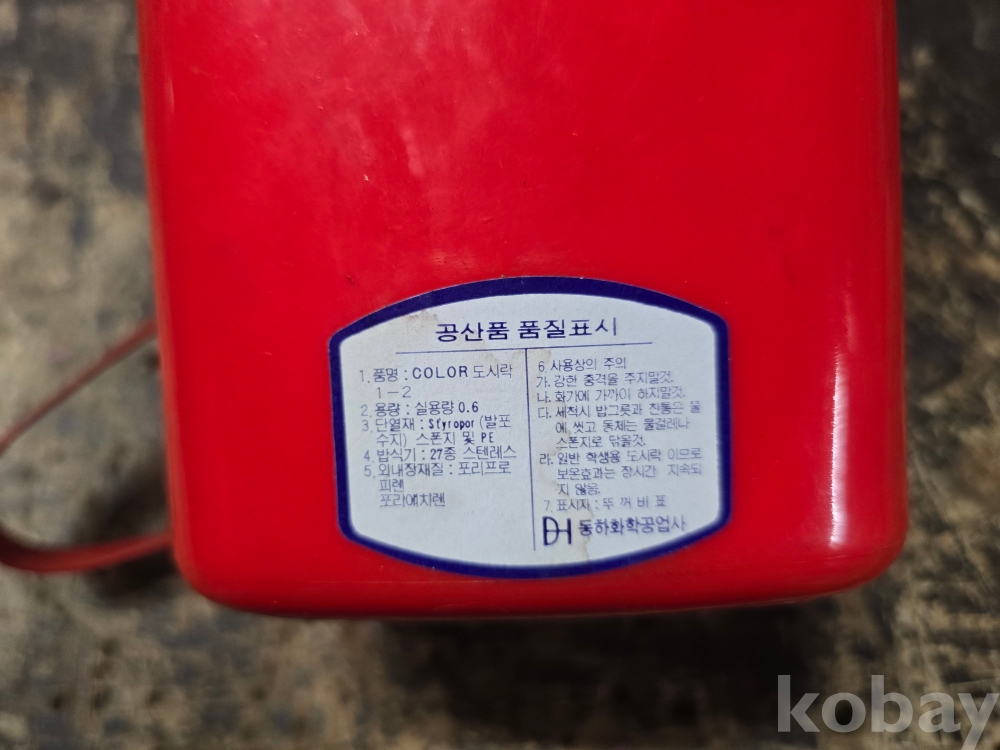 공산품 품질표시
1. 품명 : COLOR 도시락
1-2
2. 용량 : 실용량 0.6
3. 단열재 : Sfyropor (발포
수지) 스폰지 및 PE
4. 밥식기 : 27종 스텐레스
5. 외내장재질 : 포리프로
피렌
포리에치렌
6. 사용상의 주의
가. 강한 충격을 주지말것.
나. 화기에 가까이 하지말것.
다. 세척시 밥그릇과 찬통은 물
에 씻고 동체는 물걸레나
스폰지로 닦을것.
라. 일반 학생용 도시락 이므로
보온효과는 장시간 지속되
지 않음.
7. 표시자 : 뚜 꺼 비 표
DH 동하화학공업사
kobay